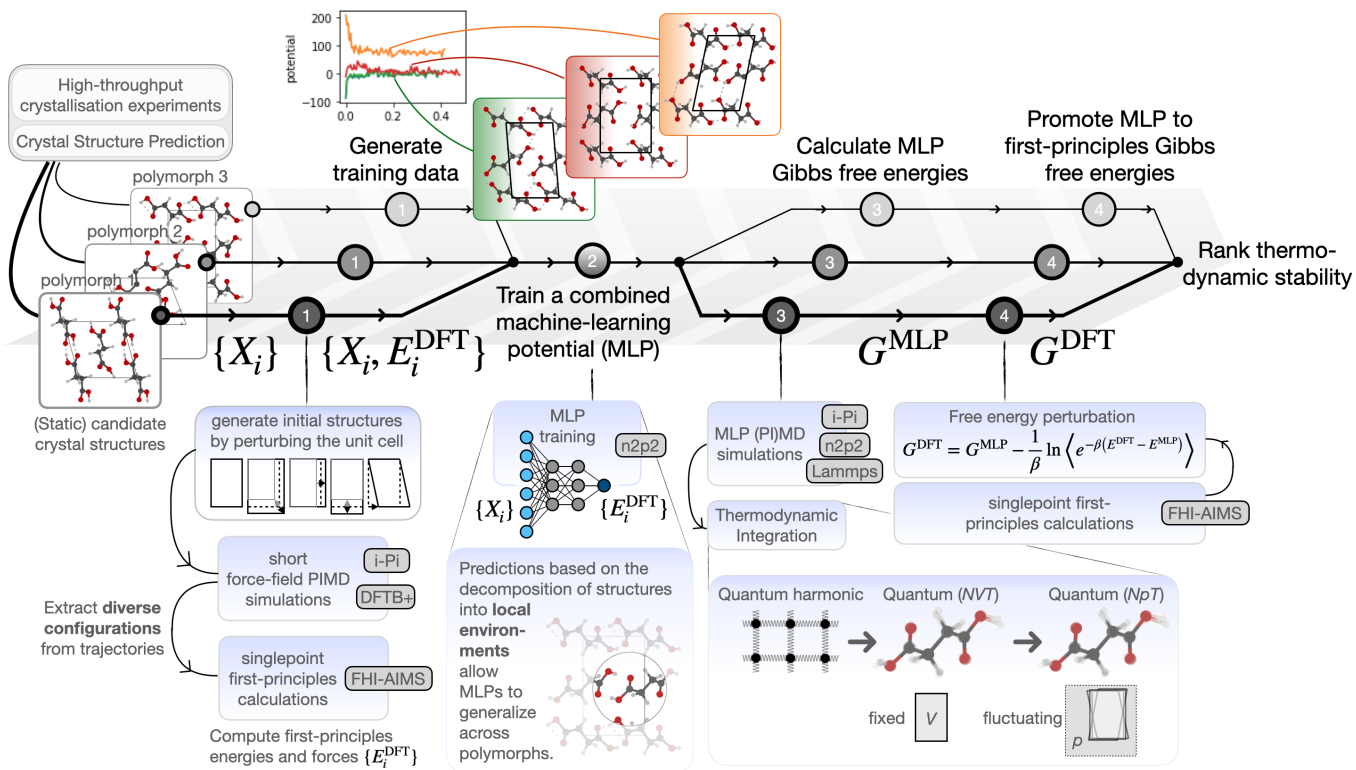 200
100
0
−100
potential
0.0
0.2
0.4
High-throughput
crystallisation experiments
Crystal Structure Prediction
Generate
training data
Calculate MLP
Gibbs free energies
Promote MLP to
first-principles Gibbs
free energies
polymorph 3
polymorph 2
polymorph 1
1
3
4
1
2
3
4
1
3
4
Rank thermo-
dynamic stability
Train a combined
machine-learning
potential (MLP)
{X_i}
{X_i, E_i^DFT}
G^MLP
G^DFT
(Static) candidate
crystal structures
generate initial structures
by perturbing the unit cell
short
force-field PIMD
simulations
i-Pi
DFTB+
Extract diverse
configurations
from trajectories
singlepoint
first-principles
calculations
FHI-AIMS
Compute first-principles
energies and forces {E_i^DFT}
MLP
training
n2p2
{X_i}
{E_i^DFT}
Predictions based on the
decomposition of structures
into local
environ-
ments
allow
MLPs to
generalize
across
polymorphs.
MLP (PI)MD
simulations
i-Pi
n2p2
Lammps
Thermodynamic
Integration
Free energy perturbation
G^DFT = G^MLP − 1/β ln⟨e^−β(E^DFT − E^MLP)⟩
singlepoint first-
principles calculations
FHI-AIMS
Quantum harmonic
Quantum (NVT)
Quantum (NpT)
fixed
V
fluctuating
p